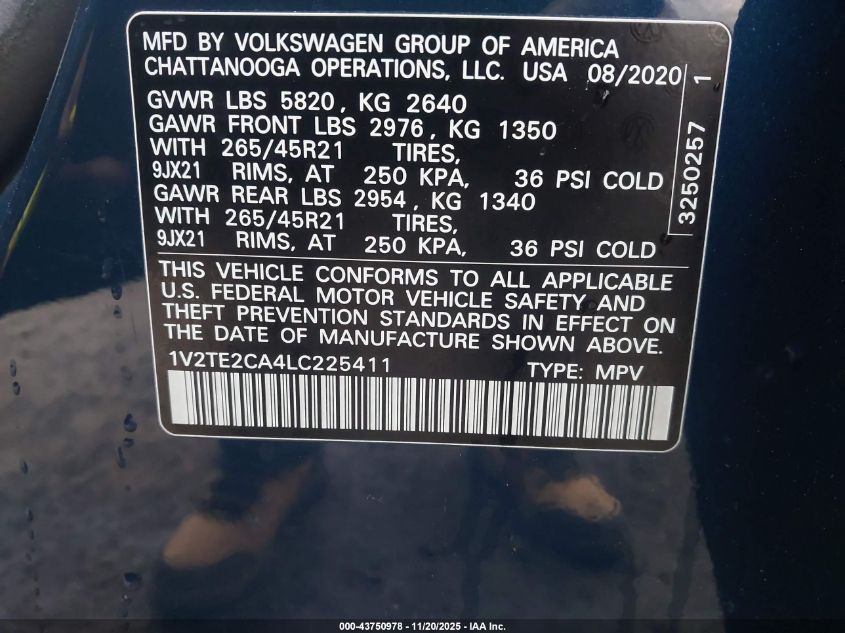 MFD BY VOLKSWAGEN GROUP OF AMERICA
CHATTANOOGA OPERATIONS, LLC. USA 08/2020
GVWR LBS 5820, KG 2640
GAWR FRONT LBS 2976, KG 1350
WITH 265/45R21 TIRES,
9JX21 RIMS, AT 250 KPA, 36 PSI COLD
GAWR REAR LBS 2954, KG 1340
WITH 265/45R21 TIRES,
9JX21 RIMS, AT 250 KPA, 36 PSI COLD
3250257 1
THIS VEHICLE CONFORMS TO ALL APPLICABLE
U.S. FEDERAL MOTOR VEHICLE SAFETY AND
THEFT PREVENTION STANDARDS IN EFFECT ON
THE DATE OF MANUFACTURE SHOWN ABOVE.
1V2TE2CA4LC225411 TYPE: MPV
000-43750978 - 11/20/2025 - IAA Inc.